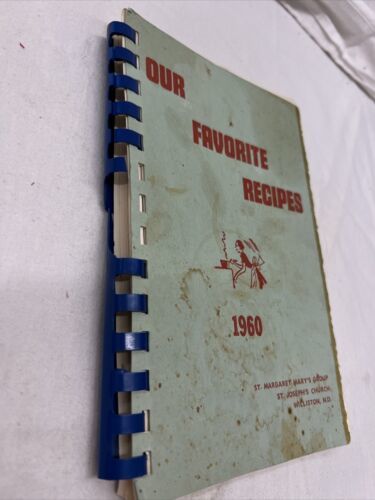 OUR
FAVORITE
RECIPES
1960
ST. MARGARET MARY'S GROUP
ST. JOSEPH'S CHURCH,
WILLISTON, N.D.